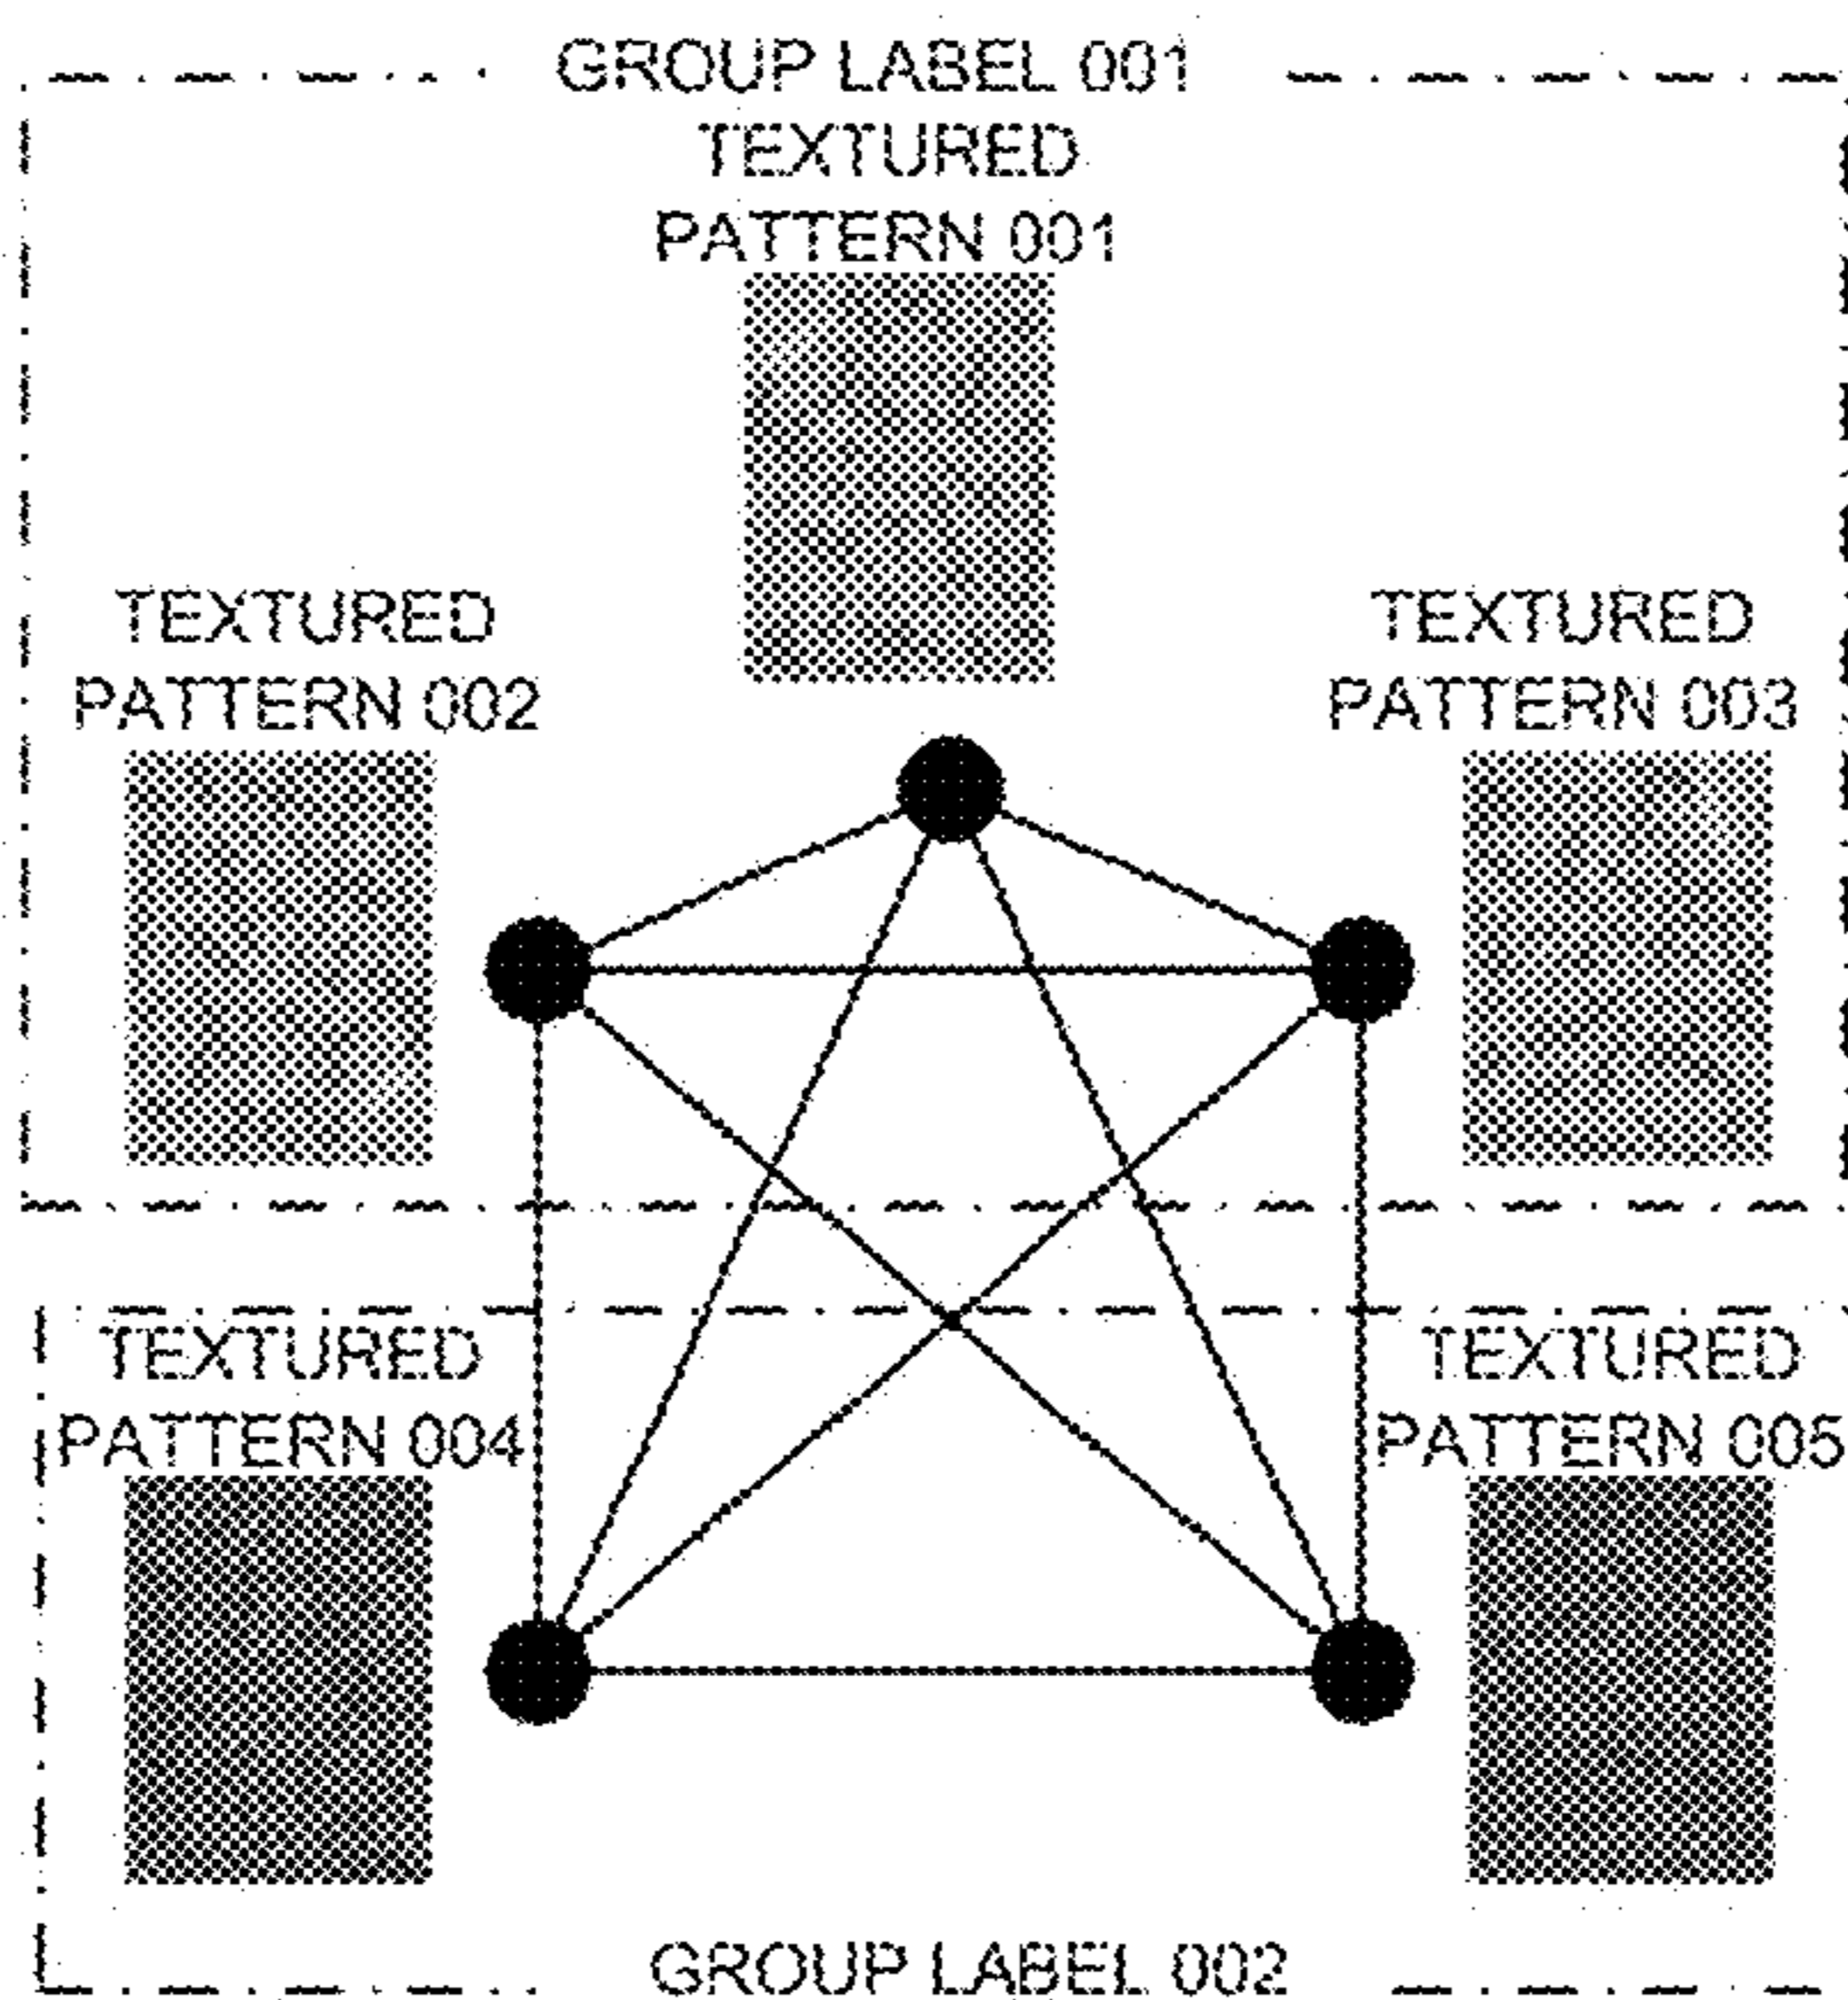 GROUP LABEL 001
TEXTURED
PATTERN 001
TEXTURED
PATTERN 002
TEXTURED
PATTERN 003
TEXTURED
PATTERN 004
TEXTURED
PATTERN 005
GROUP LABEL 002